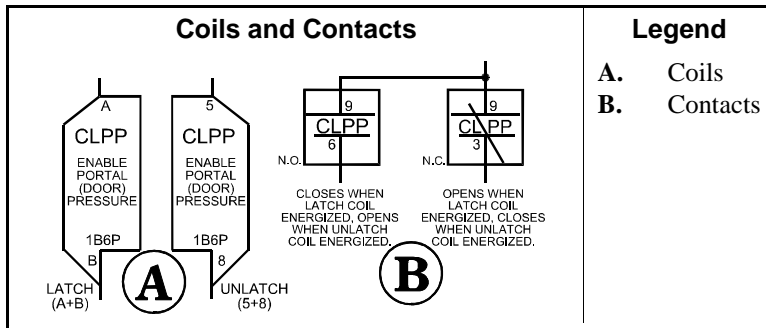 Coils and Contacts
A
CLPP
ENABLE
PORTAL
(DOOR)
PRESSURE
1B6P
B
LATCH
(A+B)
5
CLPP
ENABLE
PORTAL
(DOOR)
PRESSURE
1B6P
8
UNLATCH
(5+8)
A
9
CLPP
6
N.O.
CLOSES WHEN
LATCH COIL
ENERGIZED, OPENS
WHEN UNLATCH
COIL ENERGIZED.
9
CLPP
3
N.C.
OPENS WHEN
LATCH COIL
ENERGIZED, CLOSES
WHEN UNLATCH
COIL ENERGIZED.
B
Legend
A. Coils
B. Contacts